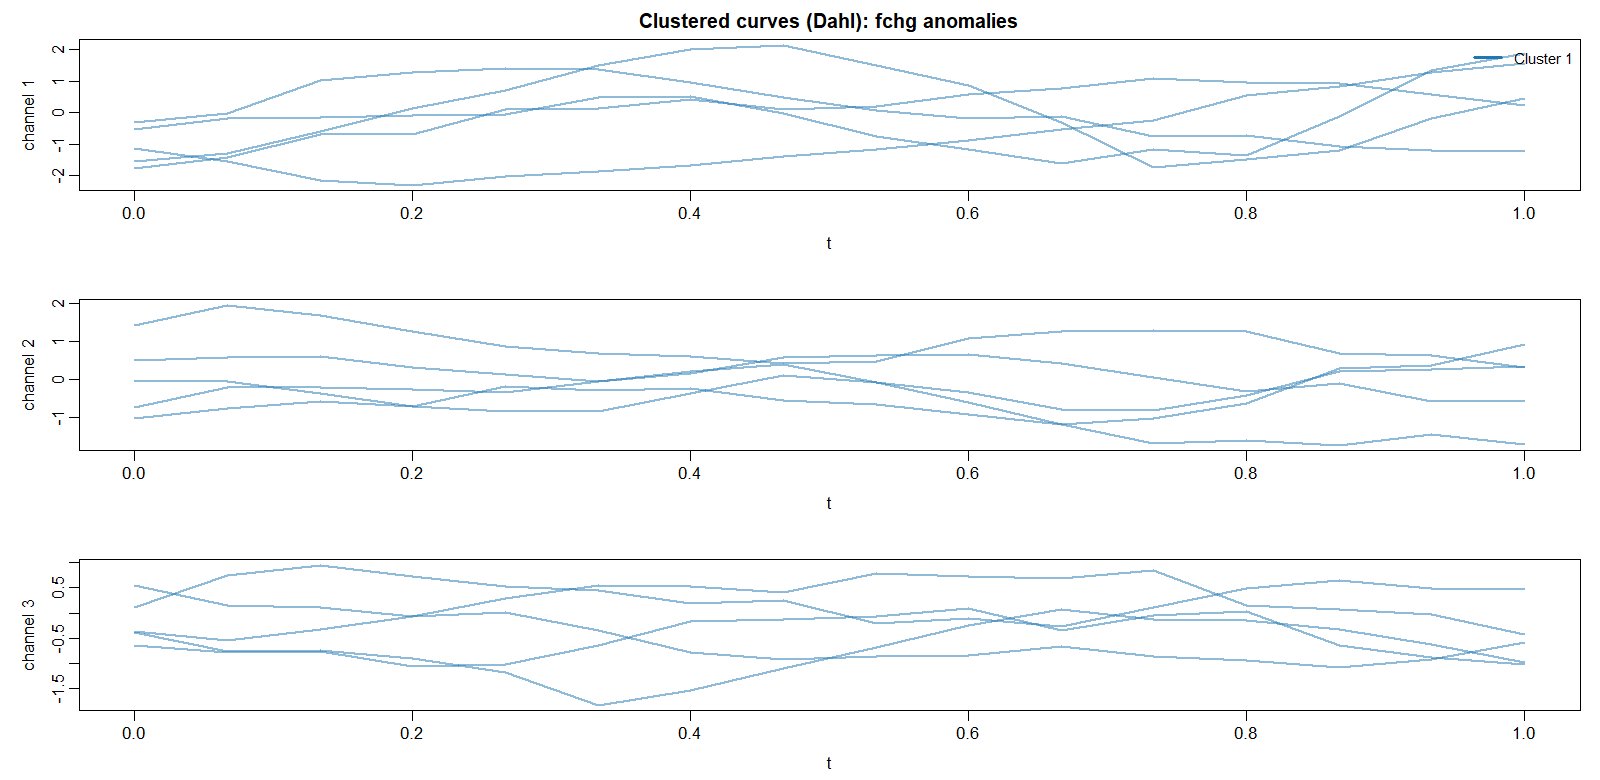 Clustered curves (Dahl): fchg anomalies
channel 1
2
1
0
-1
-2
Cluster 1
0.0 0.2 0.4 0.6 0.8 1.0
t
channel 2
2
1
0
-1
0.0 0.2 0.4 0.6 0.8 1.0
t
channel 3
0.5
-0.5
-1.5
0.0 0.2 0.4 0.6 0.8 1.0
t